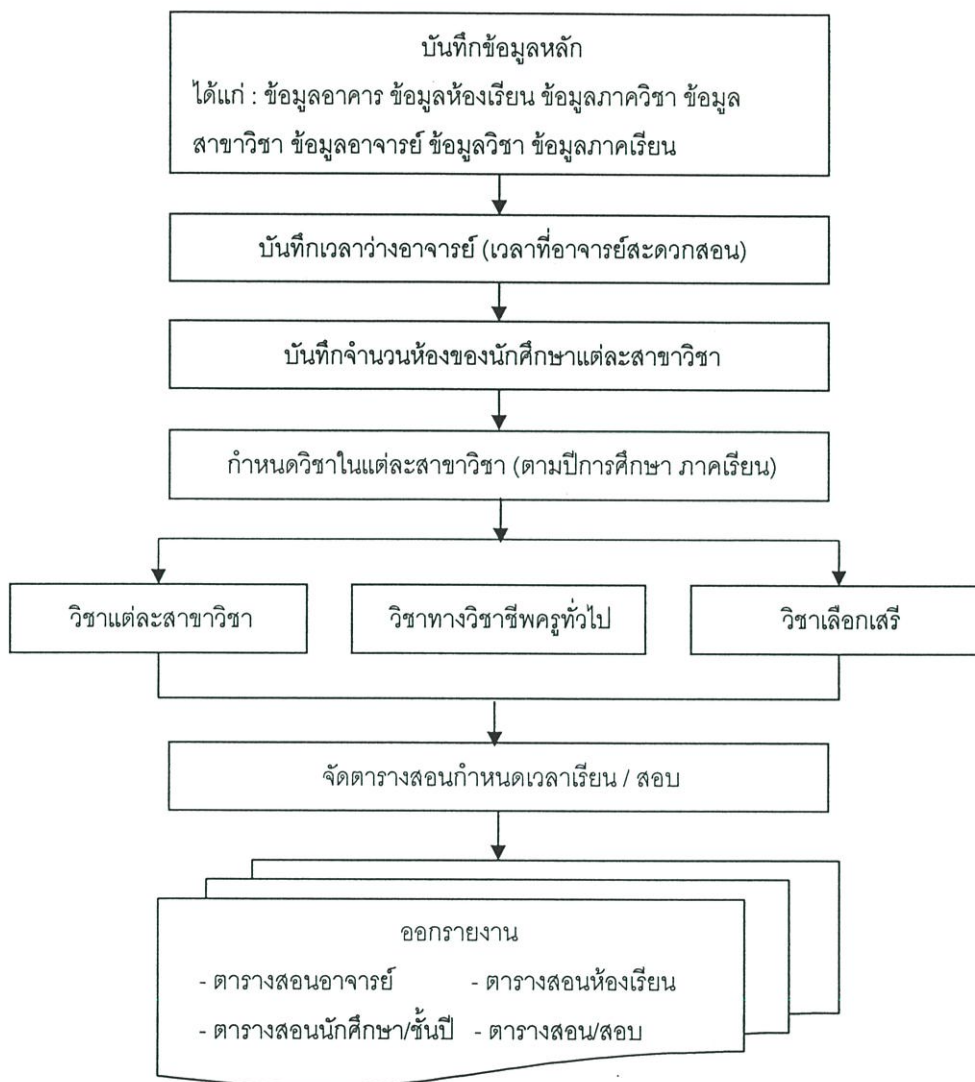 บันทึกข้อมูลหลัก
ได้แก่ : ข้อมูลอาคาร ข้อมูลห้องเรียน ข้อมูลภาควิชา ข้อมูล
สาขาวิชา ข้อมูลอาจารย์ ข้อมูลวิชา ข้อมูลภาคเรียน
บันทึกเวลาว่างอาจารย์ (เวลาที่อาจารย์สะดวกสอน)
บันทึกจำนวนห้องของนักศึกษาแต่ละสาขาวิชา
กำหนดวิชาในแต่ละสาขาวิชา (ตามปีการศึกษา ภาคเรียน)
วิชาแต่ละสาขาวิชา
วิชาทางวิชาชีพครูทั่วไป
วิชาเลือกเสรี
จัดตารางสอนกำหนดเวลาเรียน / สอบ
ออกรายงาน
- ตารางสอนอาจารย์ - ตารางสอนห้องเรียน
- ตารางสอนนักศึกษา/ชั้นปี - ตารางสอน/สอบ